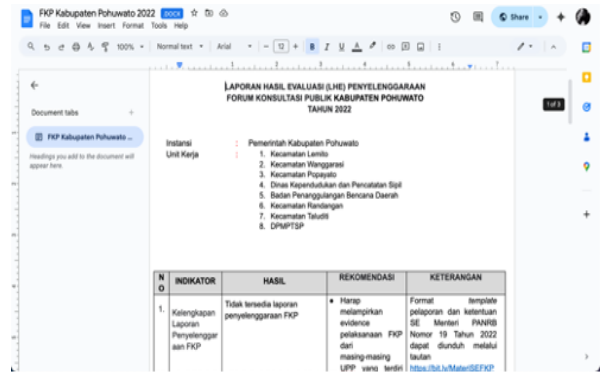 FKP Kabupaten Pohuwato 2022 .DOCX
File Edit View Insert Format Tools Help
Share
100% Normal text Arial 12 B I U A
Document tabs
FKP Kabupaten Pohuwato ...
Headings you add to the document will
appear here.
1 of 3
LAPORAN HASIL EVALUASI (LHE) PENYELENGGARAAN
FORUM KONSULTASI PUBLIK KABUPATEN POHUWATO
TAHUN 2022
Instansi : Pemerintah Kabupaten Pohuwato
Unit Kerja : 1. Kecamatan Lemito
2. Kecamatan Wanggarasi
3. Kecamatan Popayato
4. Dinas Kependudukan dan Pencatatan Sipil
5. Badan Penanggulangan Bencana Daerah
6. Kecamatan Randangan
7. Kecamatan Taluditi
8. DPMPTSP
NO INDIKATOR HASIL REKOMENDASI KETERANGAN
1. Kelengkapan Laporan Penyelenggaraan FKP
Tidak tersedia laporan penyelenggaraan FKP
• Harap melampirkan evidence pelaksanaan FKP dari masing-masing UPP yang terdiri
Format template pelaporan dan ketentuan SE Menteri PANRB Nomor 19 Tahun 2022 dapat diunduh melalui tautan https://bit.ly/MateriSEFKP